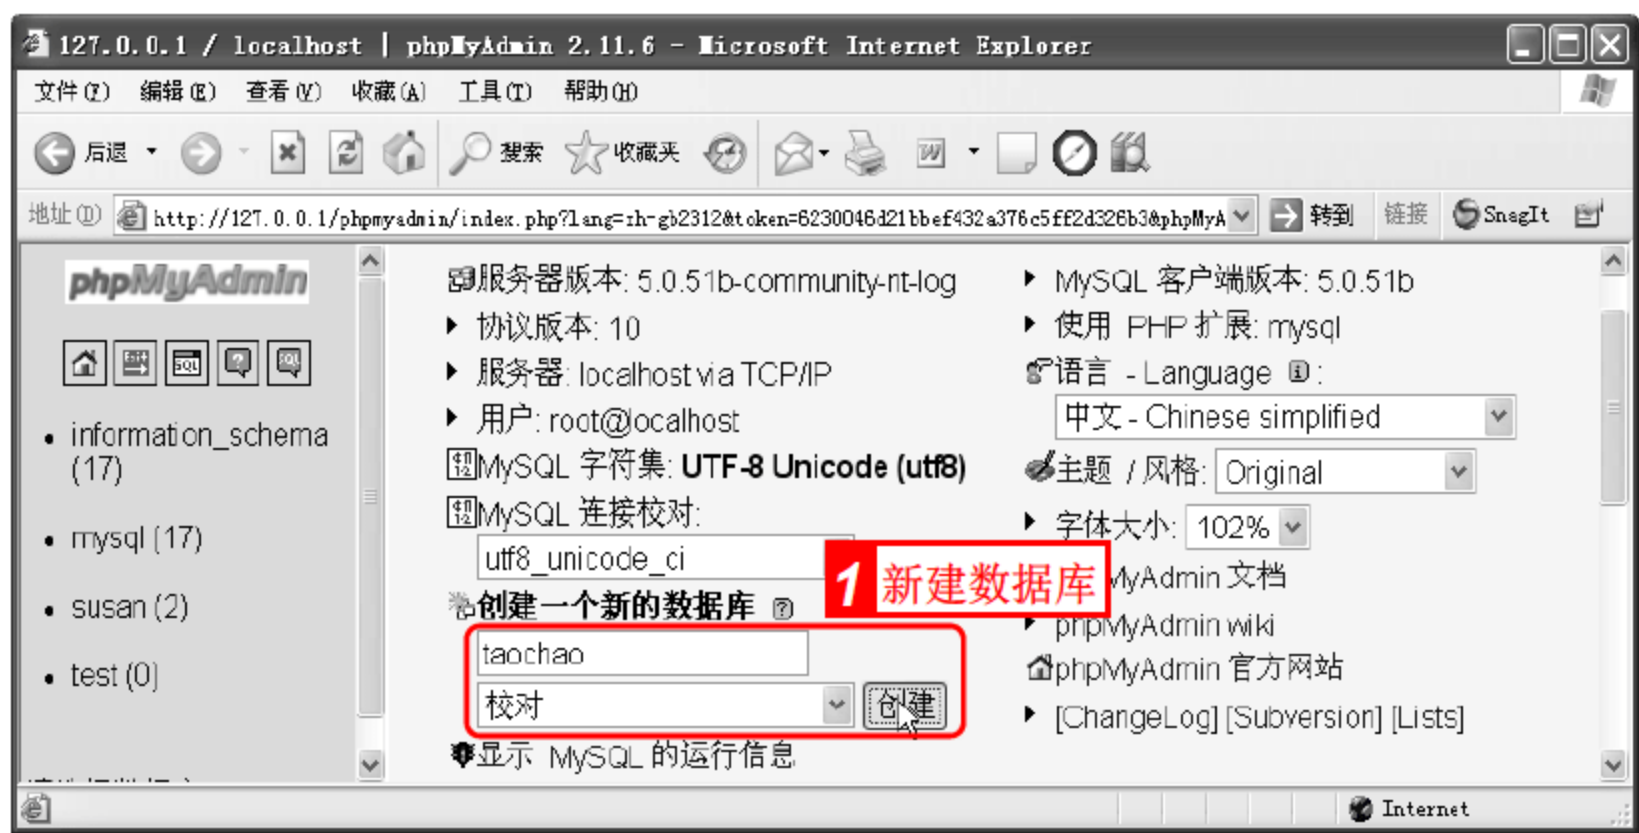 127.0.0.1 / localhost | phpMyAdmin 2.11.6 - Microsoft Internet Explorer
文件(F) 编辑(E) 查看(V) 收藏(A) 工具(T) 帮助(H)
后退 搜索 收藏夹
地址(D) http://127.0.0.1/phpmyadmin/index.php?lang=zh-gb2312&token=6230046d21bbef432a376c5ff2d326b3&phpMyA 转到 链接 SnagIt
phpMyAdmin
SQL
information_schema
(17)
mysql (17)
susan (2)
test (0)
服务器版本: 5.0.51b-community-nt-log
协议版本: 10
服务器: localhost via TCP/IP
用户: root@localhost
MySQL 字符集: UTF-8 Unicode (utf8)
MySQL 连接校对:
utf8_unicode_ci
创建一个新的数据库
taochao
校对 创建
显示 MySQL 的运行信息
1 新建数据库
MySQL 客户端版本: 5.0.51b
使用 PHP 扩展: mysql
语言 - Language :
中文 - Chinese simplified
主题 / 风格: Original
字体大小: 102%
MyAdmin 文档
phpMyAdmin wiki
phpMyAdmin 官方网站
[ChangeLog] [Subversion] [Lists]
Internet